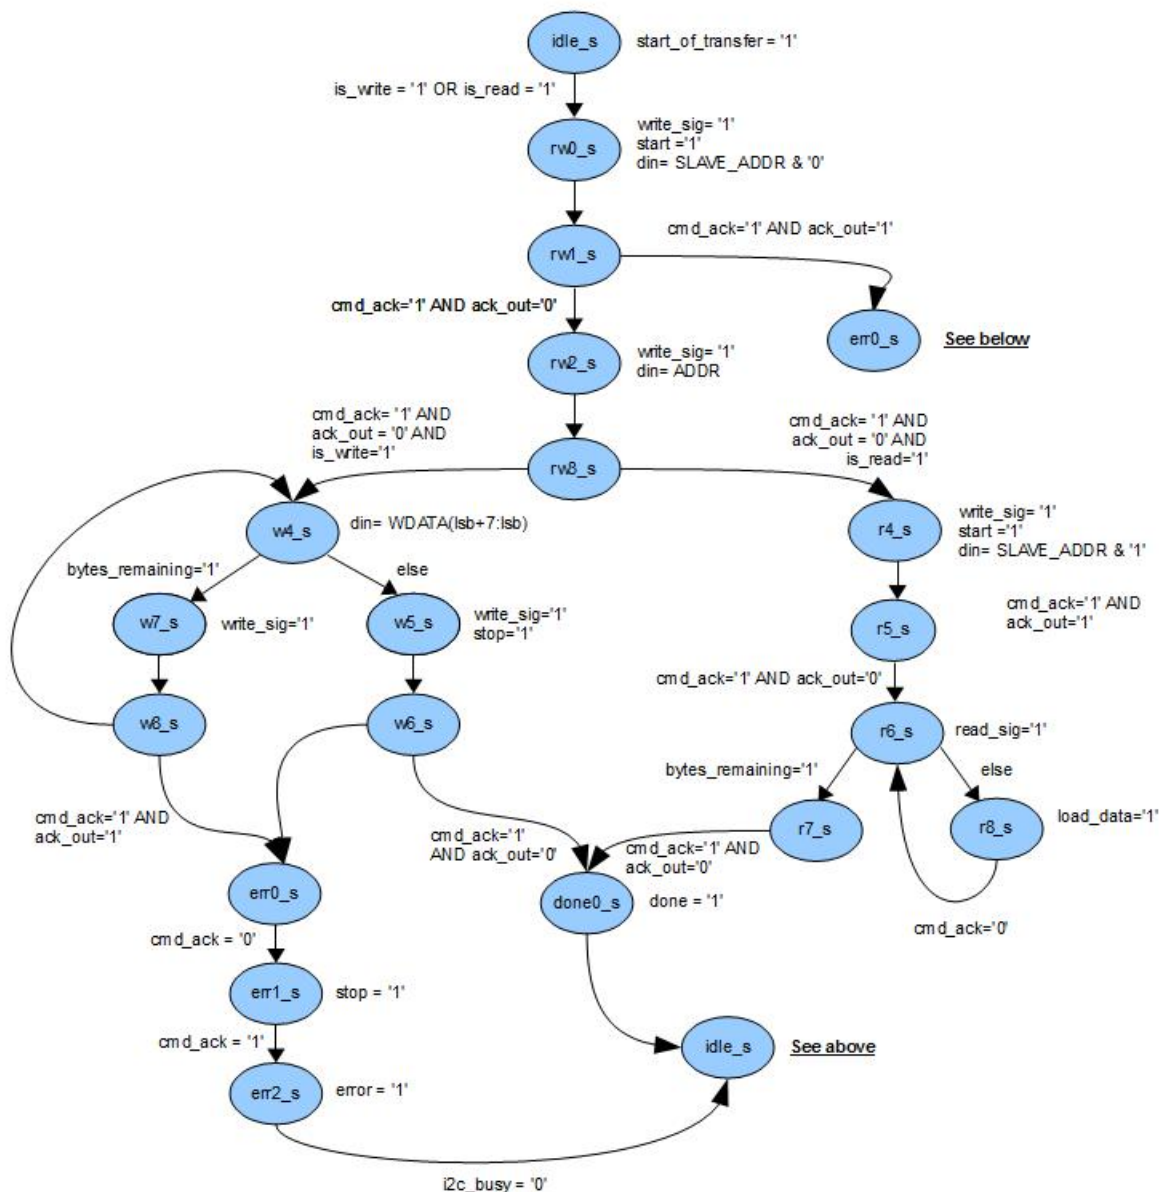 idle_s
start_of_transfer = '1'
is_write = '1' OR is_read = '1'
rw0_s
write_sig= '1'
start ='1'
din= SLAVE_ADDR & '0'
rw1_s
cmd_ack='1' AND ack_out='1'
cmd_ack='1' AND ack_out='0'
err0_s
See below
rw2_s
write_sig= '1'
din= ADDR
cmd_ack= '1' AND
ack_out = '0' AND
is_write='1'
rw3_s
cmd_ack= '1' AND
ack_out = '0' AND
is_read='1'
w4_s
din= WDATA(lsb+7:lsb)
r4_s
write_sig= '1'
start ='1'
din= SLAVE_ADDR & '1'
bytes_remaining='1'
else
w7_s
write_sig='1'
w5_s
write_sig='1'
stop='1'
r5_s
cmd_ack='1' AND
ack_out='1'
cmd_ack='1' AND ack_out='0'
w8_s
w6_s
r6_s
read_sig='1'
bytes_remaining='1'
else
cmd_ack='1' AND
ack_out='1'
cmd_ack='1'
AND ack_out='0'
r7_s
r8_s
load_data='1'
cmd_ack='1' AND
ack_out='0'
err0_s
done0_s
done = '1'
cmd_ack='0'
cmd_ack = '0'
err1_s
stop = '1'
cmd_ack = '1'
idle_s
See above
err2_s
error = '1'
i2c_busy = '0'